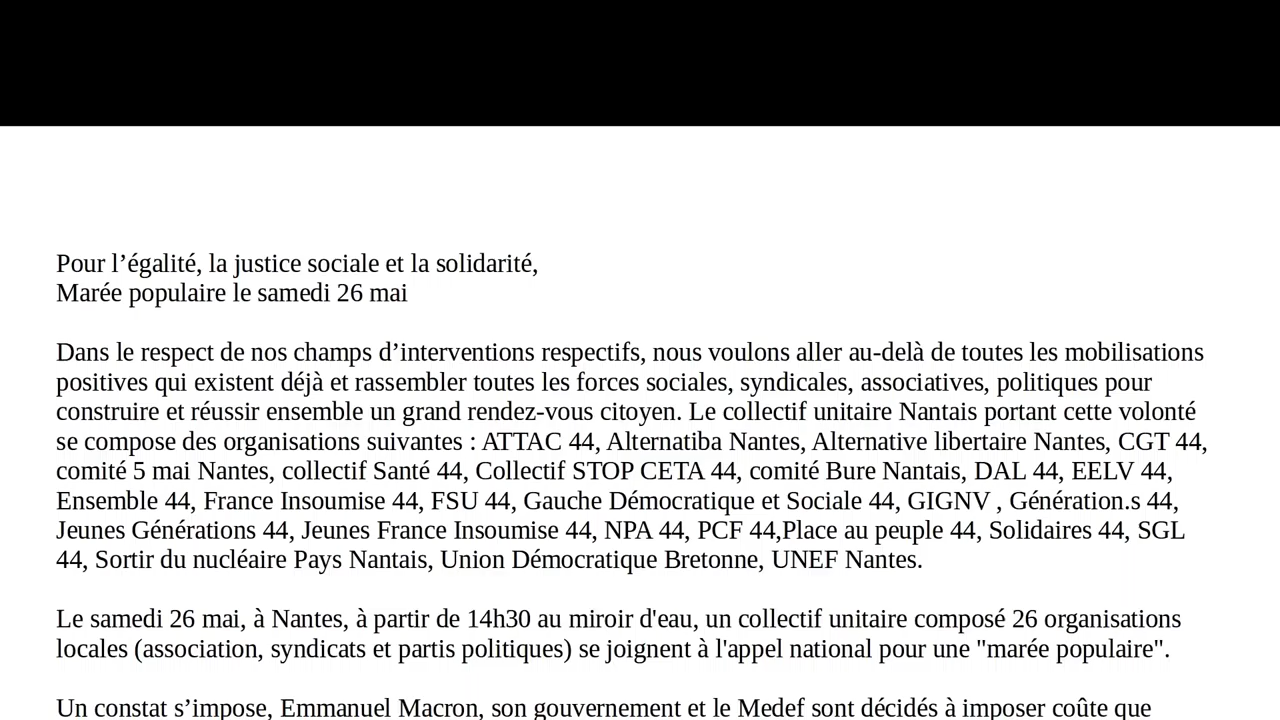 Pour l’égalité, la justice sociale et la solidarité,
Marée populaire le samedi 26 mai
Dans le respect de nos champs d’interventions respectifs, nous voulons aller au-delà de toutes les mobilisations
positives qui existent déjà et rassembler toutes les forces sociales, syndicales, associatives, politiques pour
construire et réussir ensemble un grand rendez-vous citoyen. Le collectif unitaire Nantais portant cette volonté
se compose des organisations suivantes : ATTAC 44, Alternatiba Nantes, Alternative libertaire Nantes, CGT 44,
comité 5 mai Nantes, collectif Santé 44, Collectif STOP CETA 44, comité Bure Nantais, DAL 44, EELV 44,
Ensemble 44, France Insoumise 44, FSU 44, Gauche Démocratique et Sociale 44, GIGNV , Génération.s 44,
Jeunes Générations 44, Jeunes France Insoumise 44, NPA 44, PCF 44,Place au peuple 44, Solidaires 44, SGL
44, Sortir du nucléaire Pays Nantais, Union Démocratique Bretonne, UNEF Nantes.
Le samedi 26 mai, à Nantes, à partir de 14h30 au miroir d'eau, un collectif unitaire composé 26 organisations
locales (association, syndicats et partis politiques) se joignent à l'appel national pour une "marée populaire".
Un constat s’impose, Emmanuel Macron, son gouvernement et le Medef sont décidés à imposer coûte que